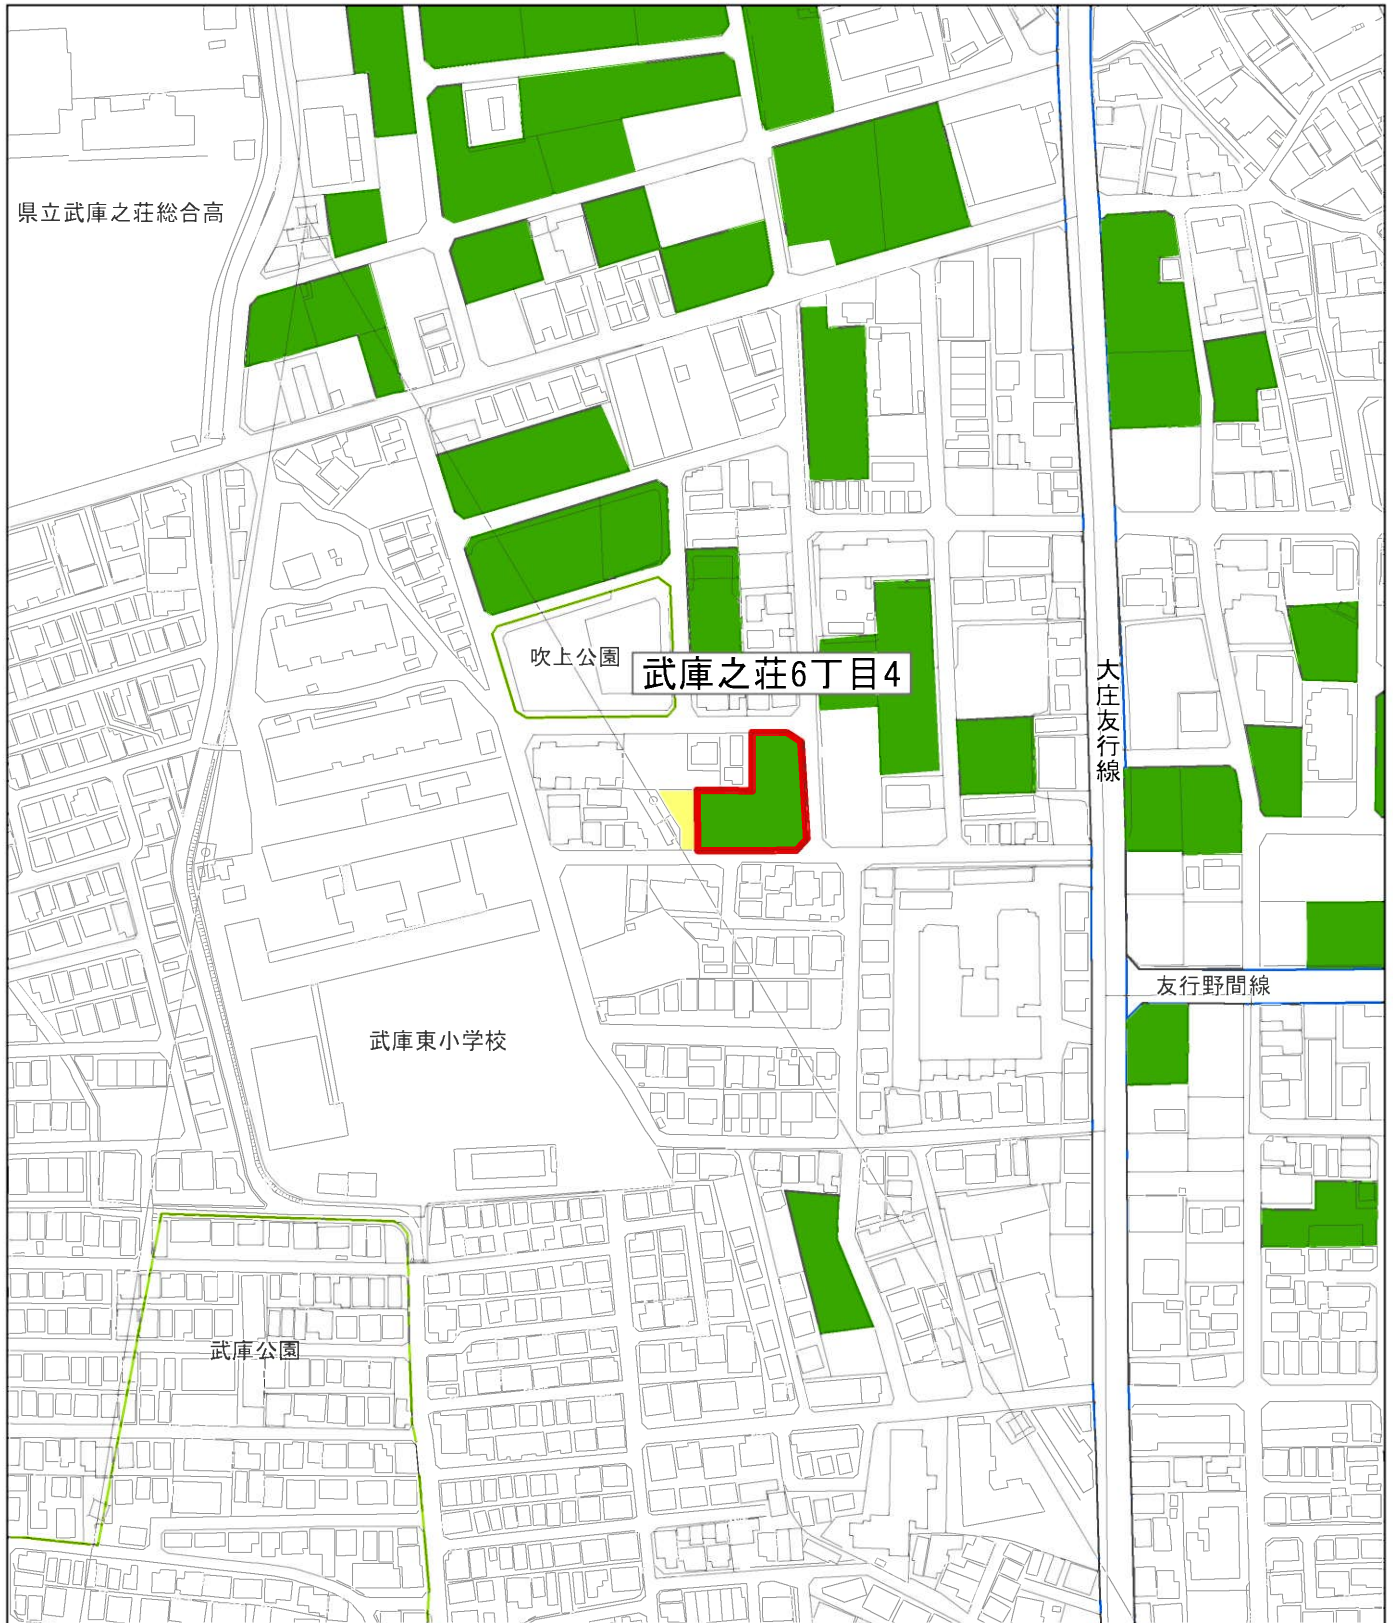 県立武庫之荘総合高
吹上公園
武庫之荘6丁目4
大庄友行線
友行野間線
武庫東小学校
武庫公園